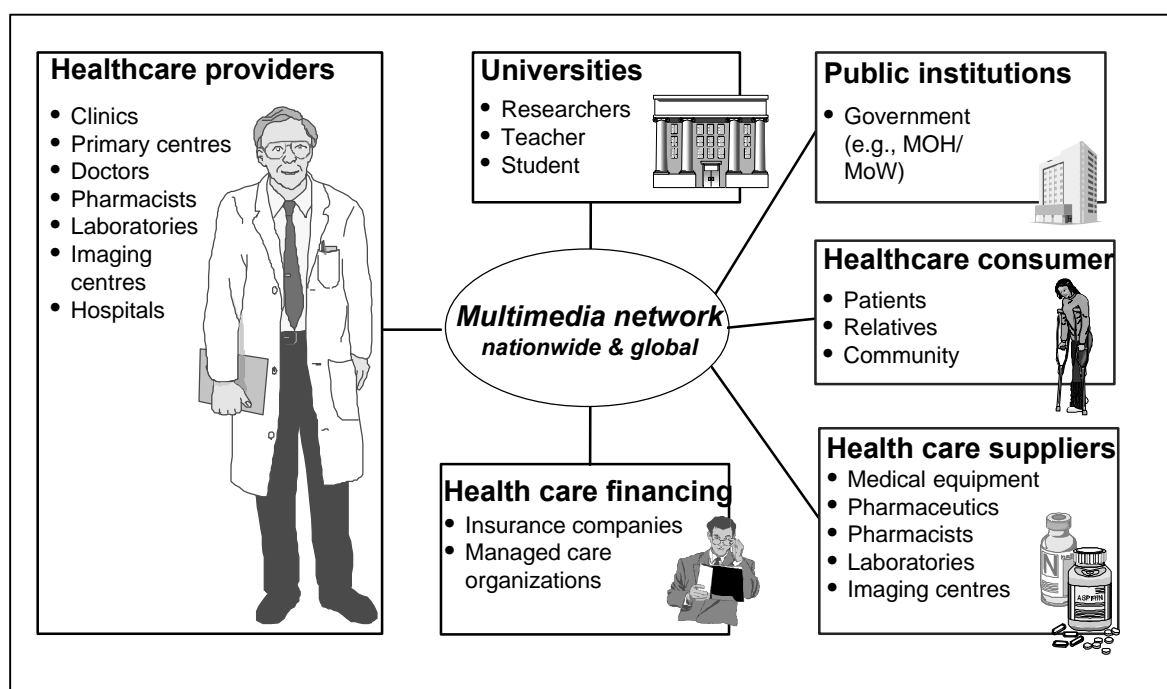 Healthcare providers
• Clinics
• Primary centres
• Doctors
• Pharmacists
• Laboratories
• Imaging
centres
• Hospitals
Universities
• Researchers
• Teacher
• Student
Public institutions
• Government
(e.g., MOH/
MoW)
Multimedia network
nationwide & global
Healthcare consumer
• Patients
• Relatives
• Community
Health care financing
• Insurance companies
• Managed care
organizations
Health care suppliers
• Medical equipment
• Pharmaceutics
• Pharmacists
• Laboratories
• Imaging centres
N
ASPIRIN